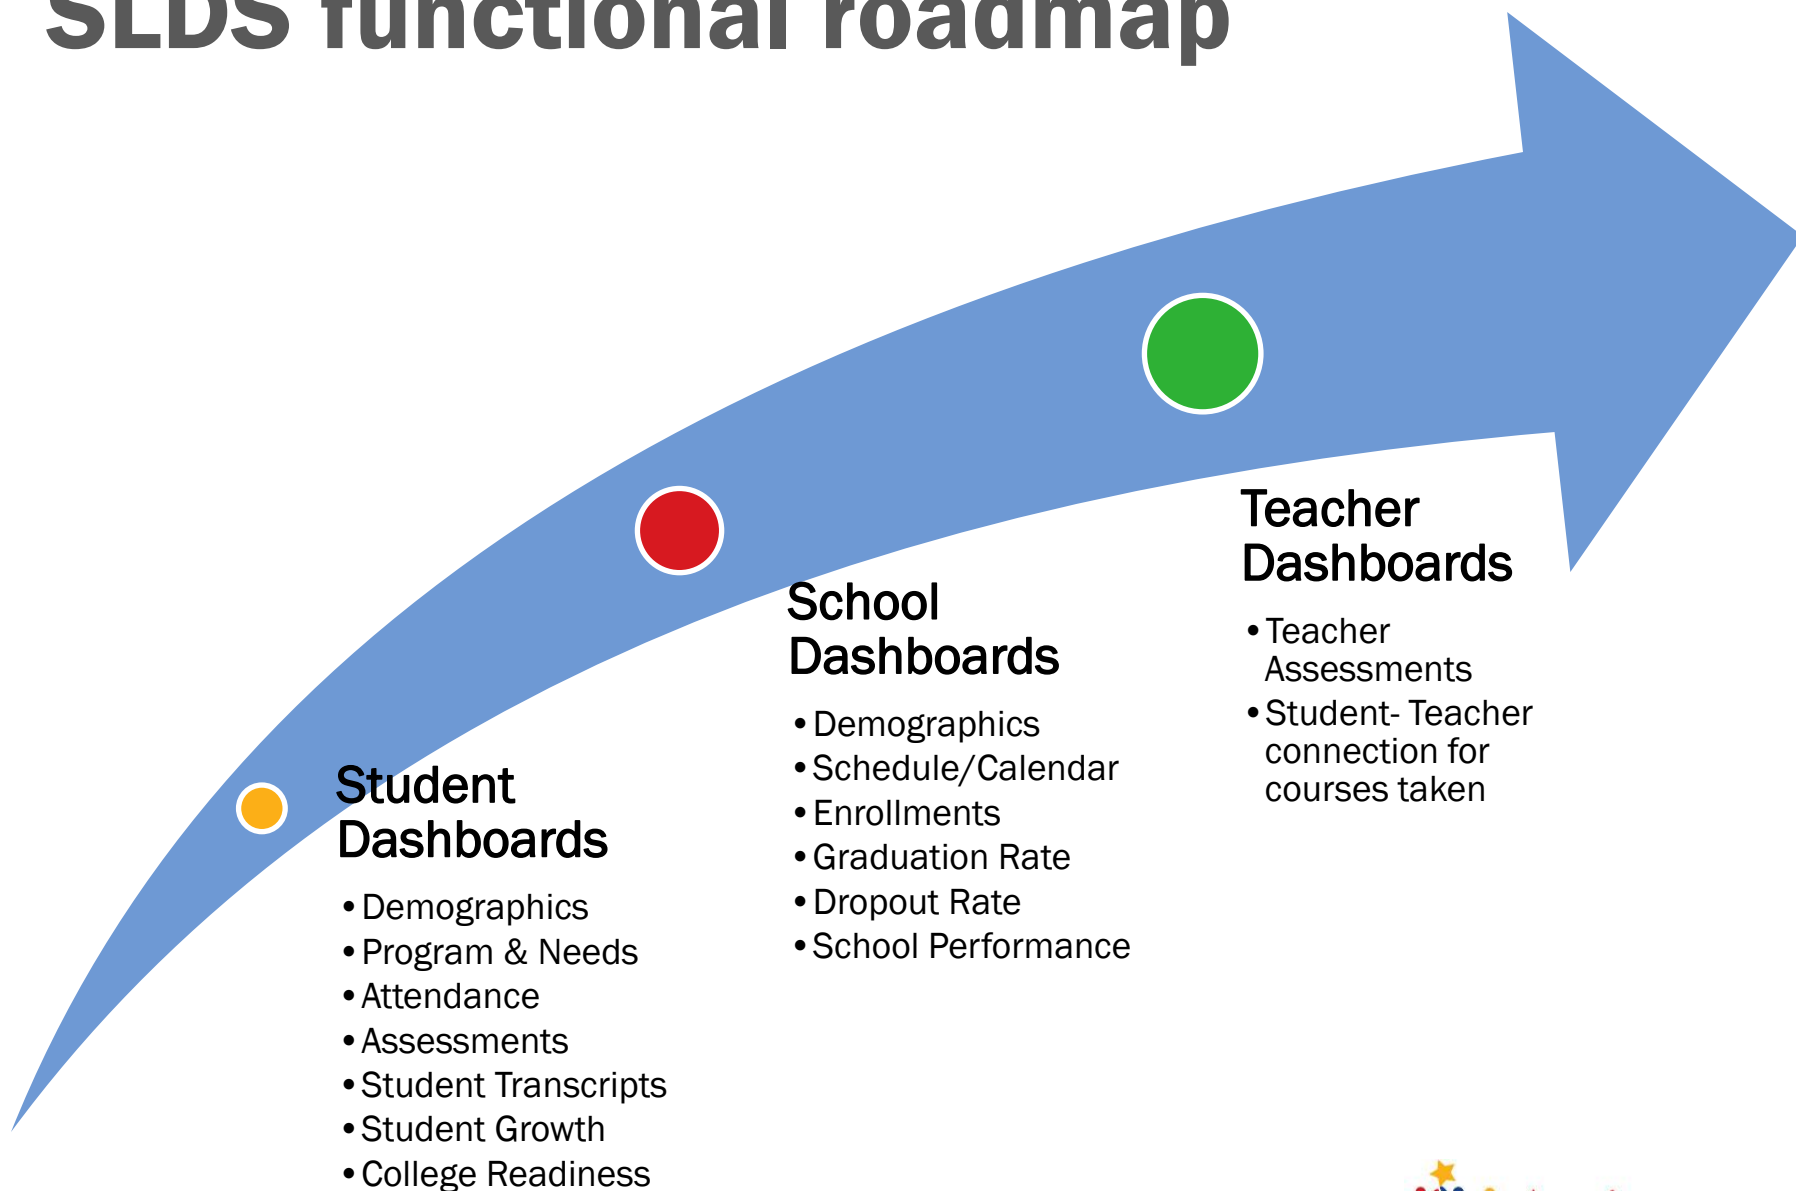 SLDS functional roadmap
Student
Dashboards
•Demographics
•Program & Needs
•Attendance
•Assessments
•Student Transcripts
•Student Growth
•College Readiness
School
Dashboards
•Demographics
•Schedule/Calendar
•Enrollments
•Graduation Rate
•Dropout Rate
•School Performance
Teacher
Dashboards
•Teacher
Assessments
•Student- Teacher
connection for
courses taken